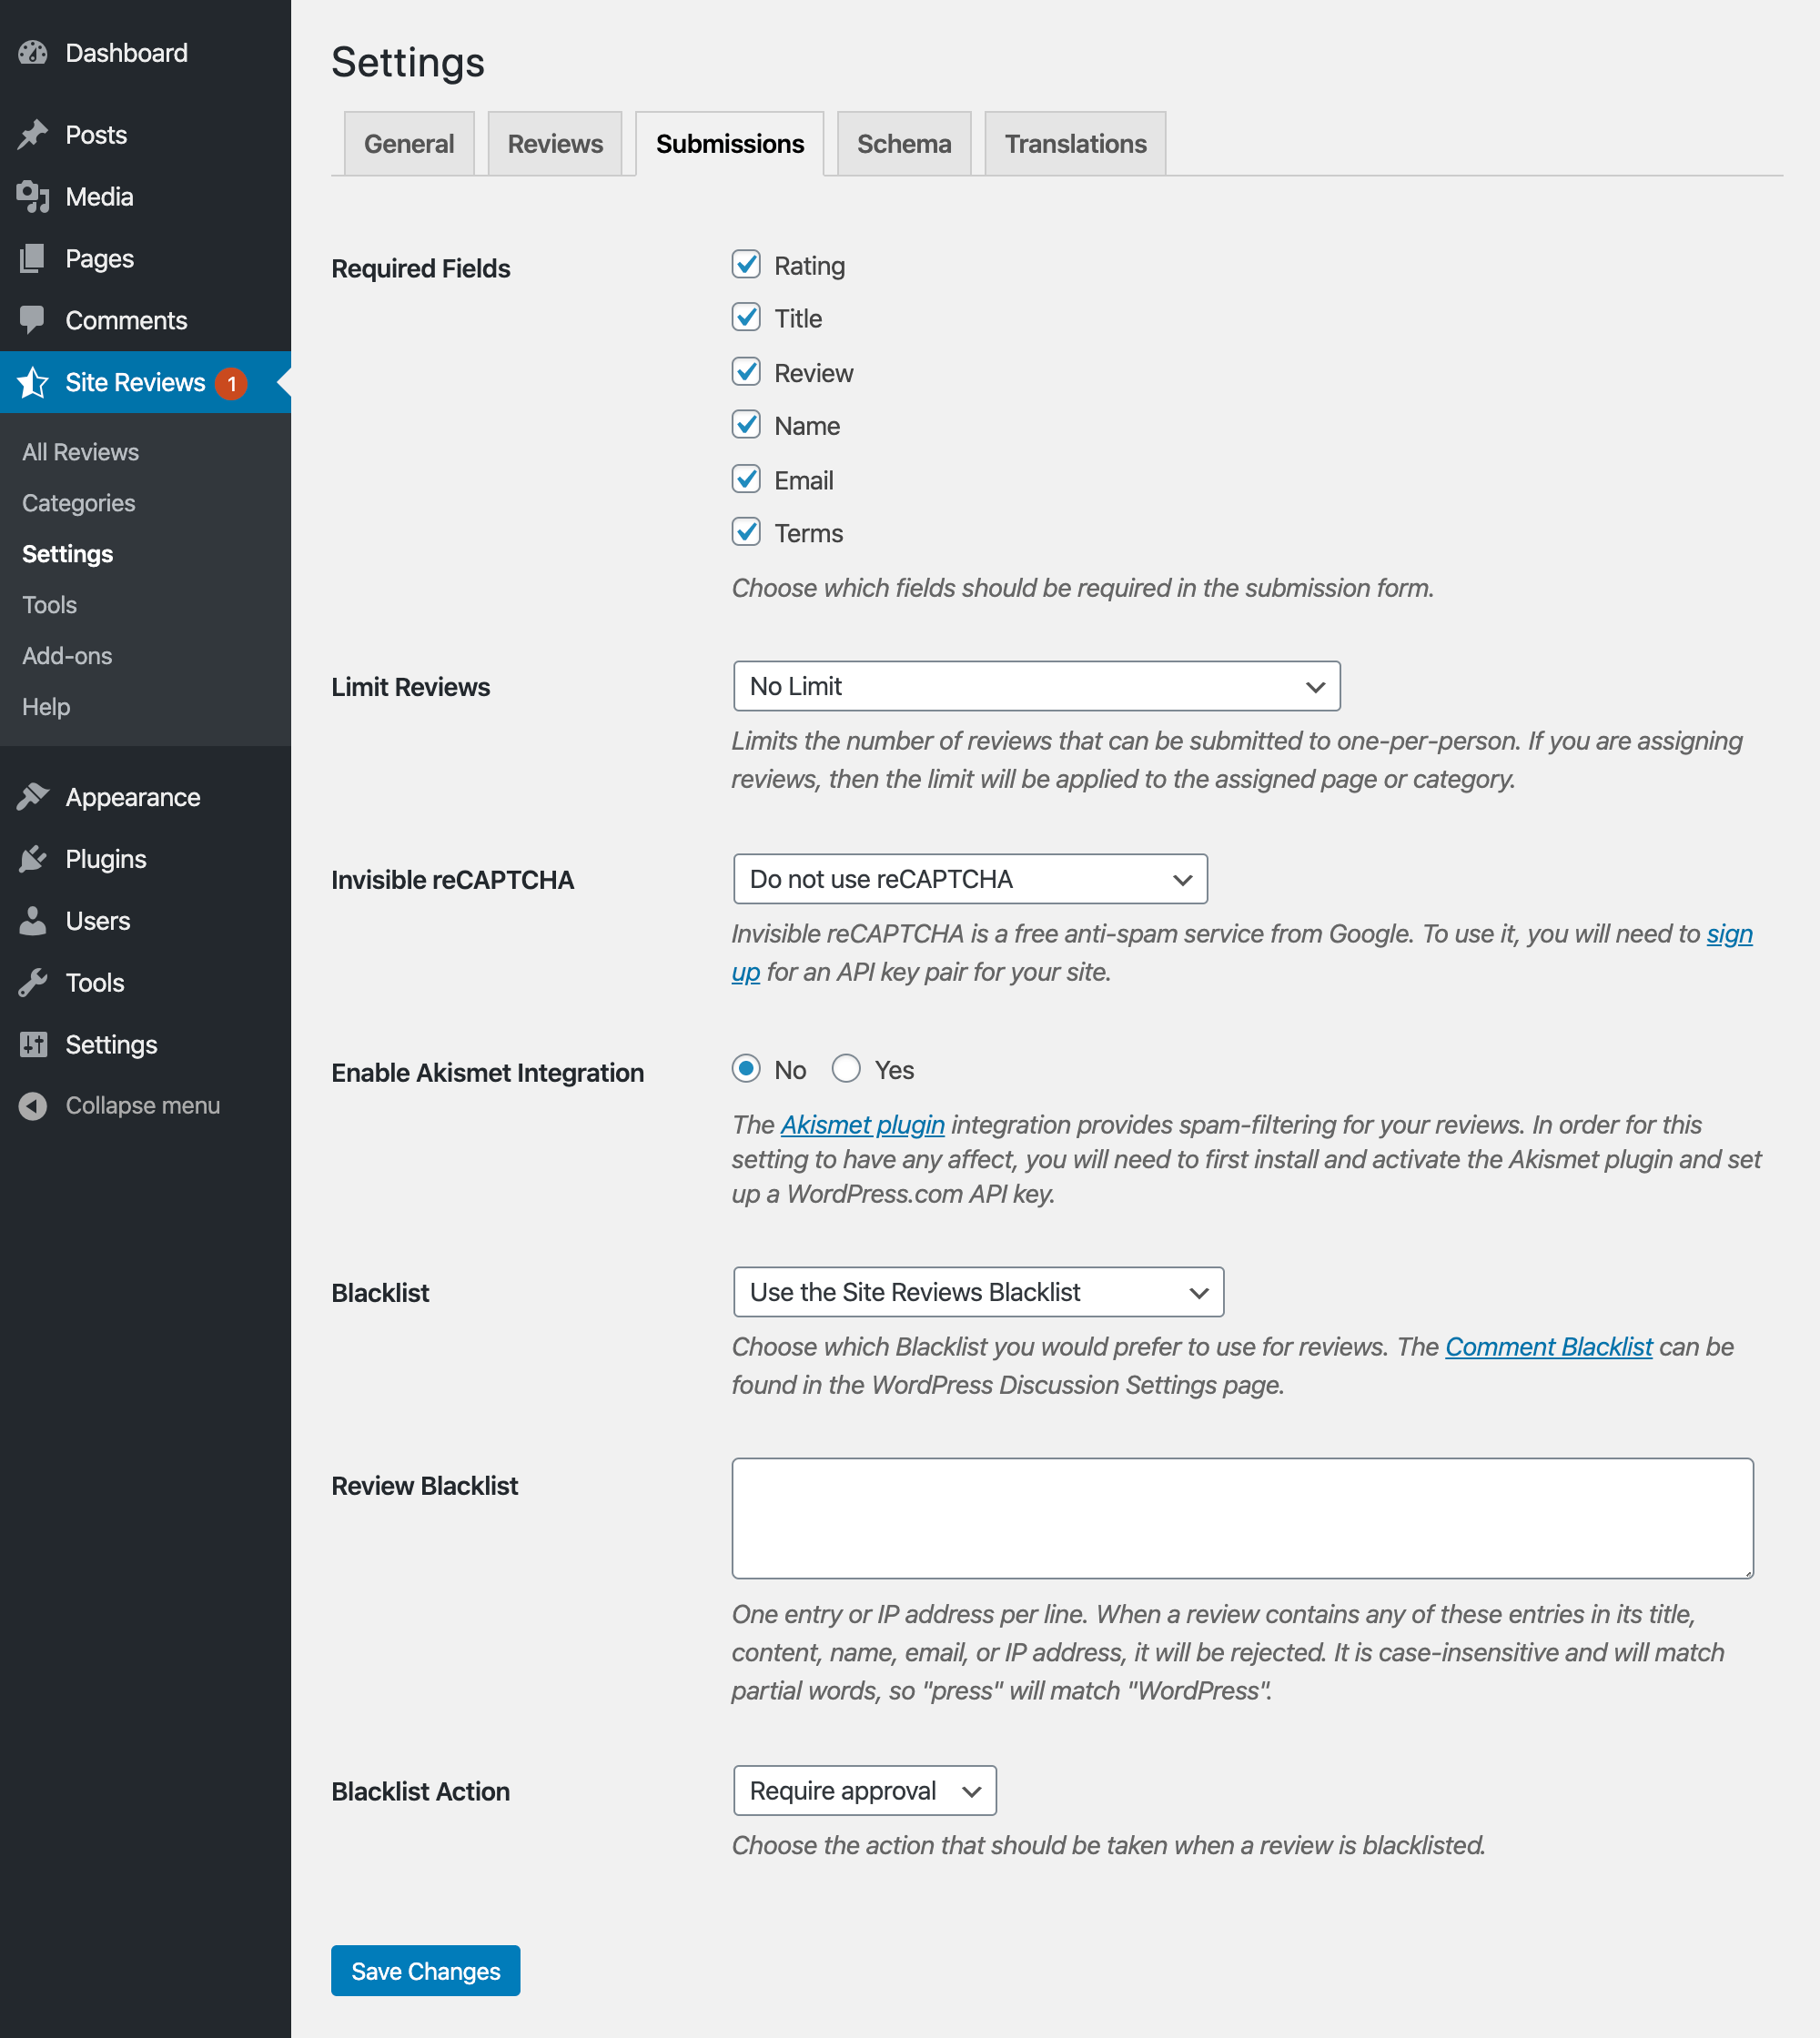 Dashboard
Posts
Media
Pages
Comments
Site Reviews 1
All Reviews
Categories
Settings
Tools
Add-ons
Help
Appearance
Plugins
Users
Tools
Settings
Collapse menu
Settings
General Reviews Submissions Schema Translations
Required Fields
Rating
Title
Review
Name
Email
Terms
Choose which fields should be required in the submission form.
Limit Reviews
No Limit
Limits the number of reviews that can be submitted to one-per-person. If you are assigning
reviews, then the limit will be applied to the assigned page or category.
Invisible reCAPTCHA
Do not use reCAPTCHA
Invisible reCAPTCHA is a free anti-spam service from Google. To use it, you will need to sign
up for an API key pair for your site.
Enable Akismet Integration
No Yes
The Akismet plugin integration provides spam-filtering for your reviews. In order for this
setting to have any affect, you will need to first install and activate the Akismet plugin and set
up a WordPress.com API key.
Blacklist
Use the Site Reviews Blacklist
Choose which Blacklist you would prefer to use for reviews. The Comment Blacklist can be
found in the WordPress Discussion Settings page.
Review Blacklist
One entry or IP address per line. When a review contains any of these entries in its title,
content, name, email, or IP address, it will be rejected. It is case-insensitive and will match
partial words, so "press" will match "WordPress".
Blacklist Action
Require approval
Choose the action that should be taken when a review is blacklisted.
Save Changes